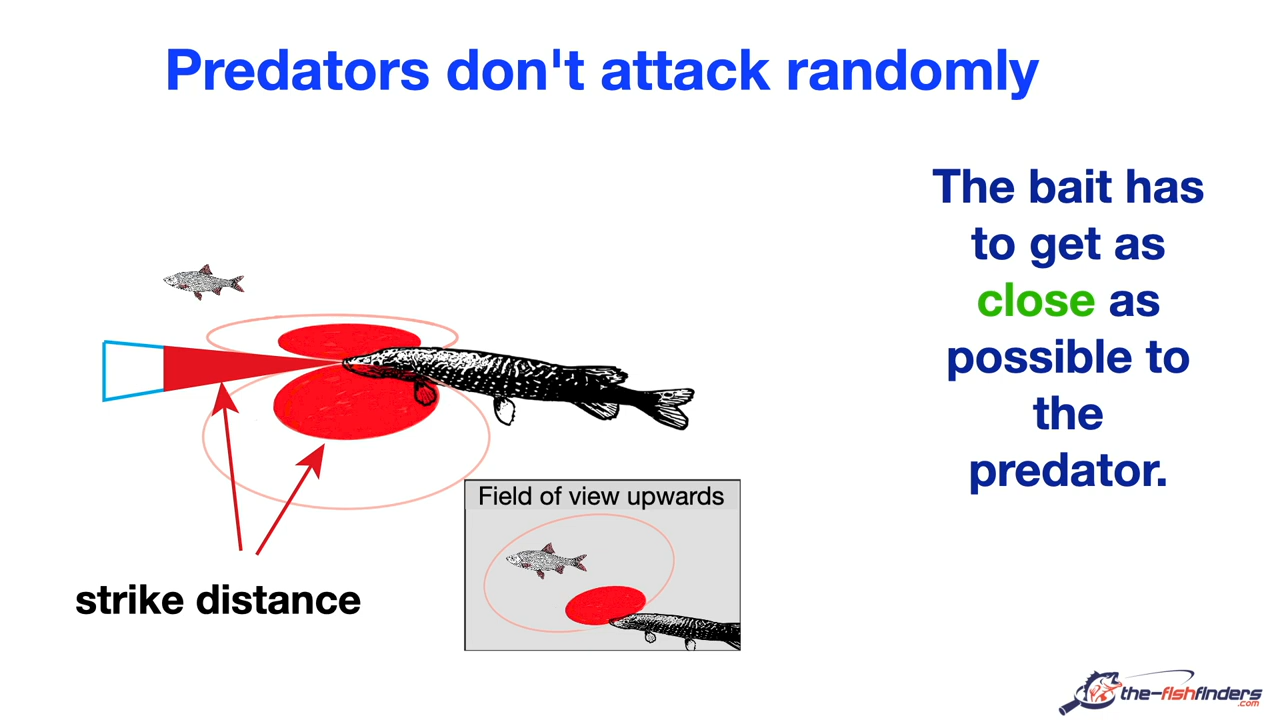 Predators don't attack randomly
The bait has
to get as
close as
possible to
the
predator.
Field of view upwards
strike distance
the-fishfinders
.com